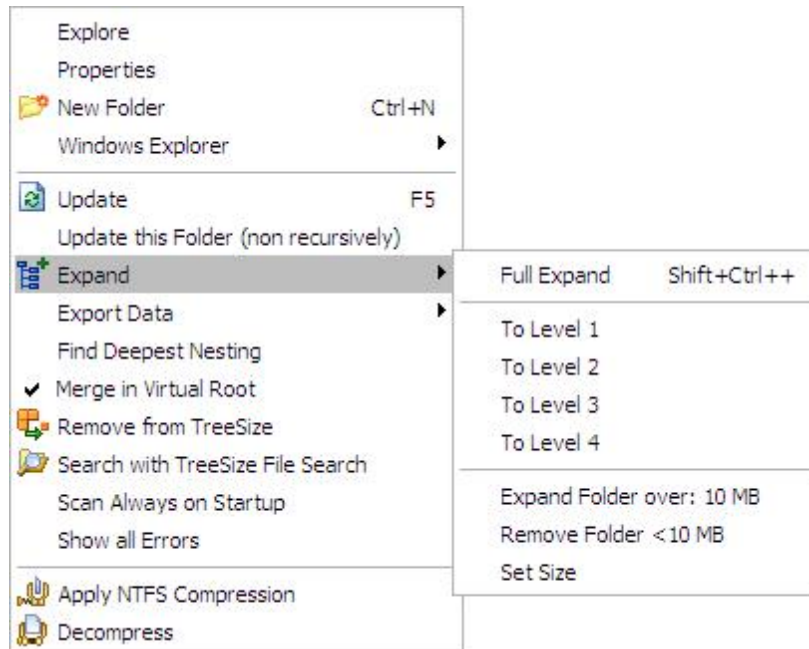 Explore
Properties
New Folder Ctrl+N
Windows Explorer
Update F5
Update this Folder (non recursively)
Expand
Export Data
Find Deepest Nesting
Merge in Virtual Root
Remove from TreeSize
Search with TreeSize File Search
Scan Always on Startup
Show all Errors
Apply NTFS Compression
Decompress
Full Expand Shift+Ctrl++
To Level 1
To Level 2
To Level 3
To Level 4
Expand Folder over: 10 MB
Remove Folder <10 MB
Set Size